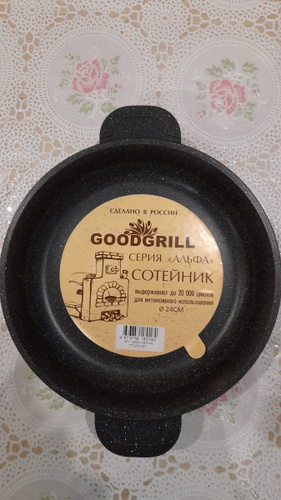 СДЕЛАНО В РОССИИ
GOODGRILL
СЕРИЯ «АЛЬФА»
СОТЕЙНИК
выдерживает до 20 000 циклов
для интенсивного использования
Ø 24СМ